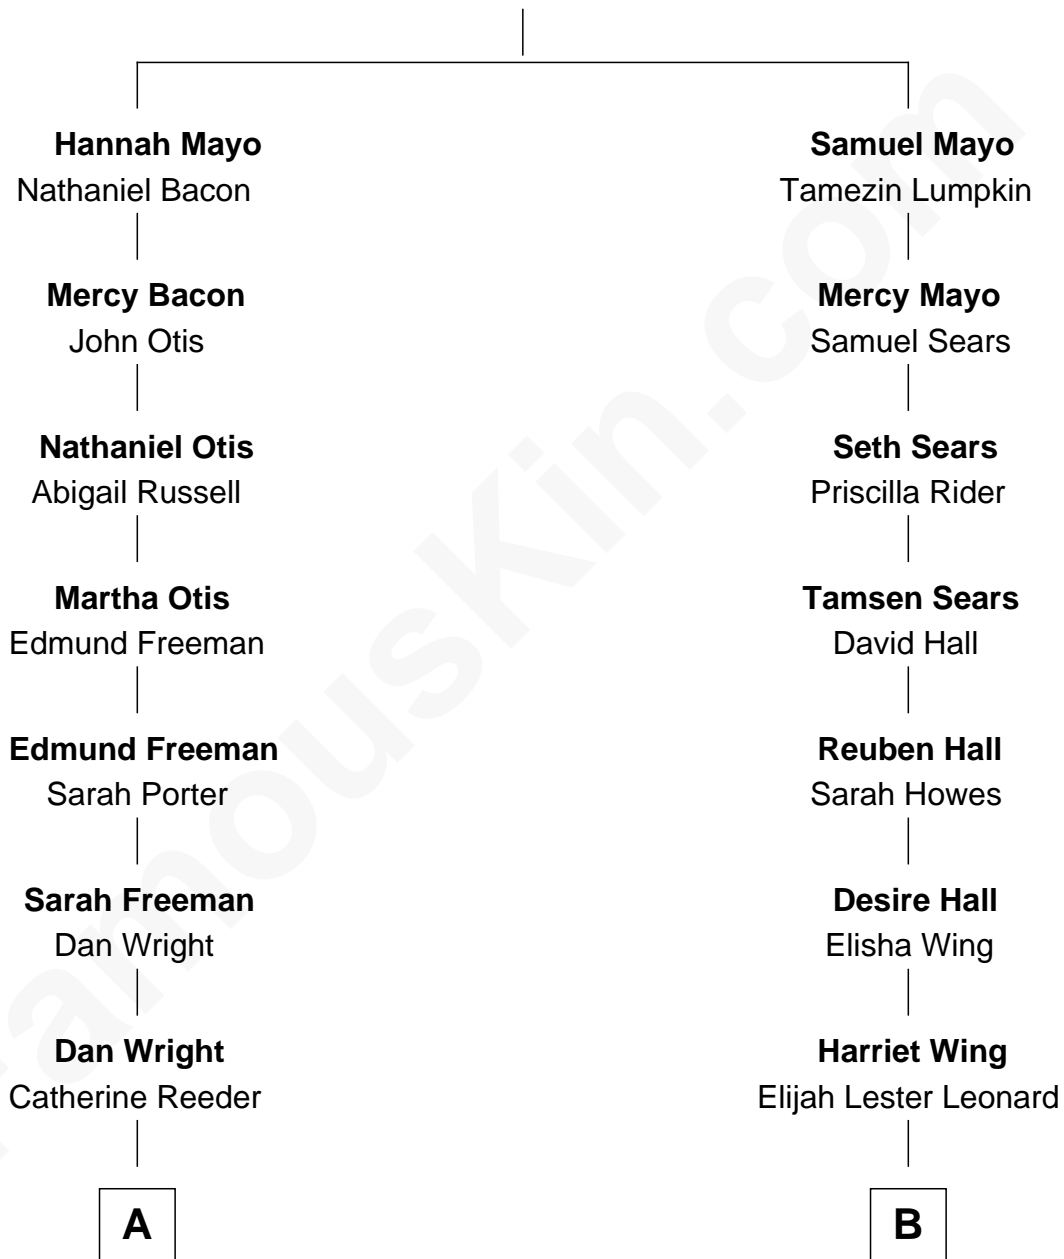 Hannah Mayo
Nathaniel Bacon
Mercy Bacon
John Otis
Nathaniel Otis
Abigail Russell
Martha Otis
Edmund Freeman
Edmund Freeman
Sarah Porter
Sarah Freeman
Dan Wright
Dan Wright
Catherine Reeder
A
Samuel Mayo
Tamezin Lumpkin
Mercy Mayo
Samuel Sears
Seth Sears
Priscilla Rider
Tamsen Sears
David Hall
Reuben Hall
Sarah Howes
Desire Hall
Elisha Wing
Harriet Wing
Elijah Lester Leonard
B
FamousKin.com